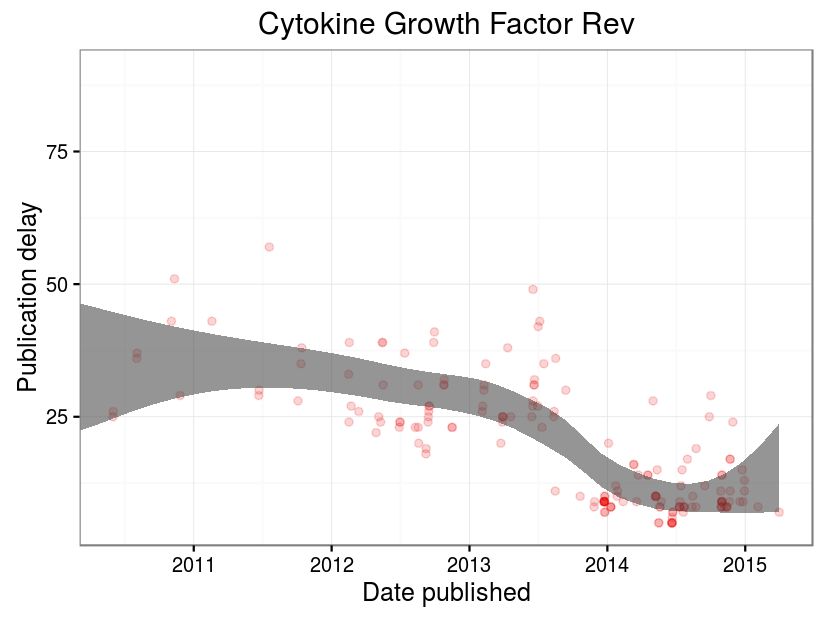 Cytokine Growth Factor Rev
Publication delay
75
50
25
2011 2012 2013 2014 2015
Date published